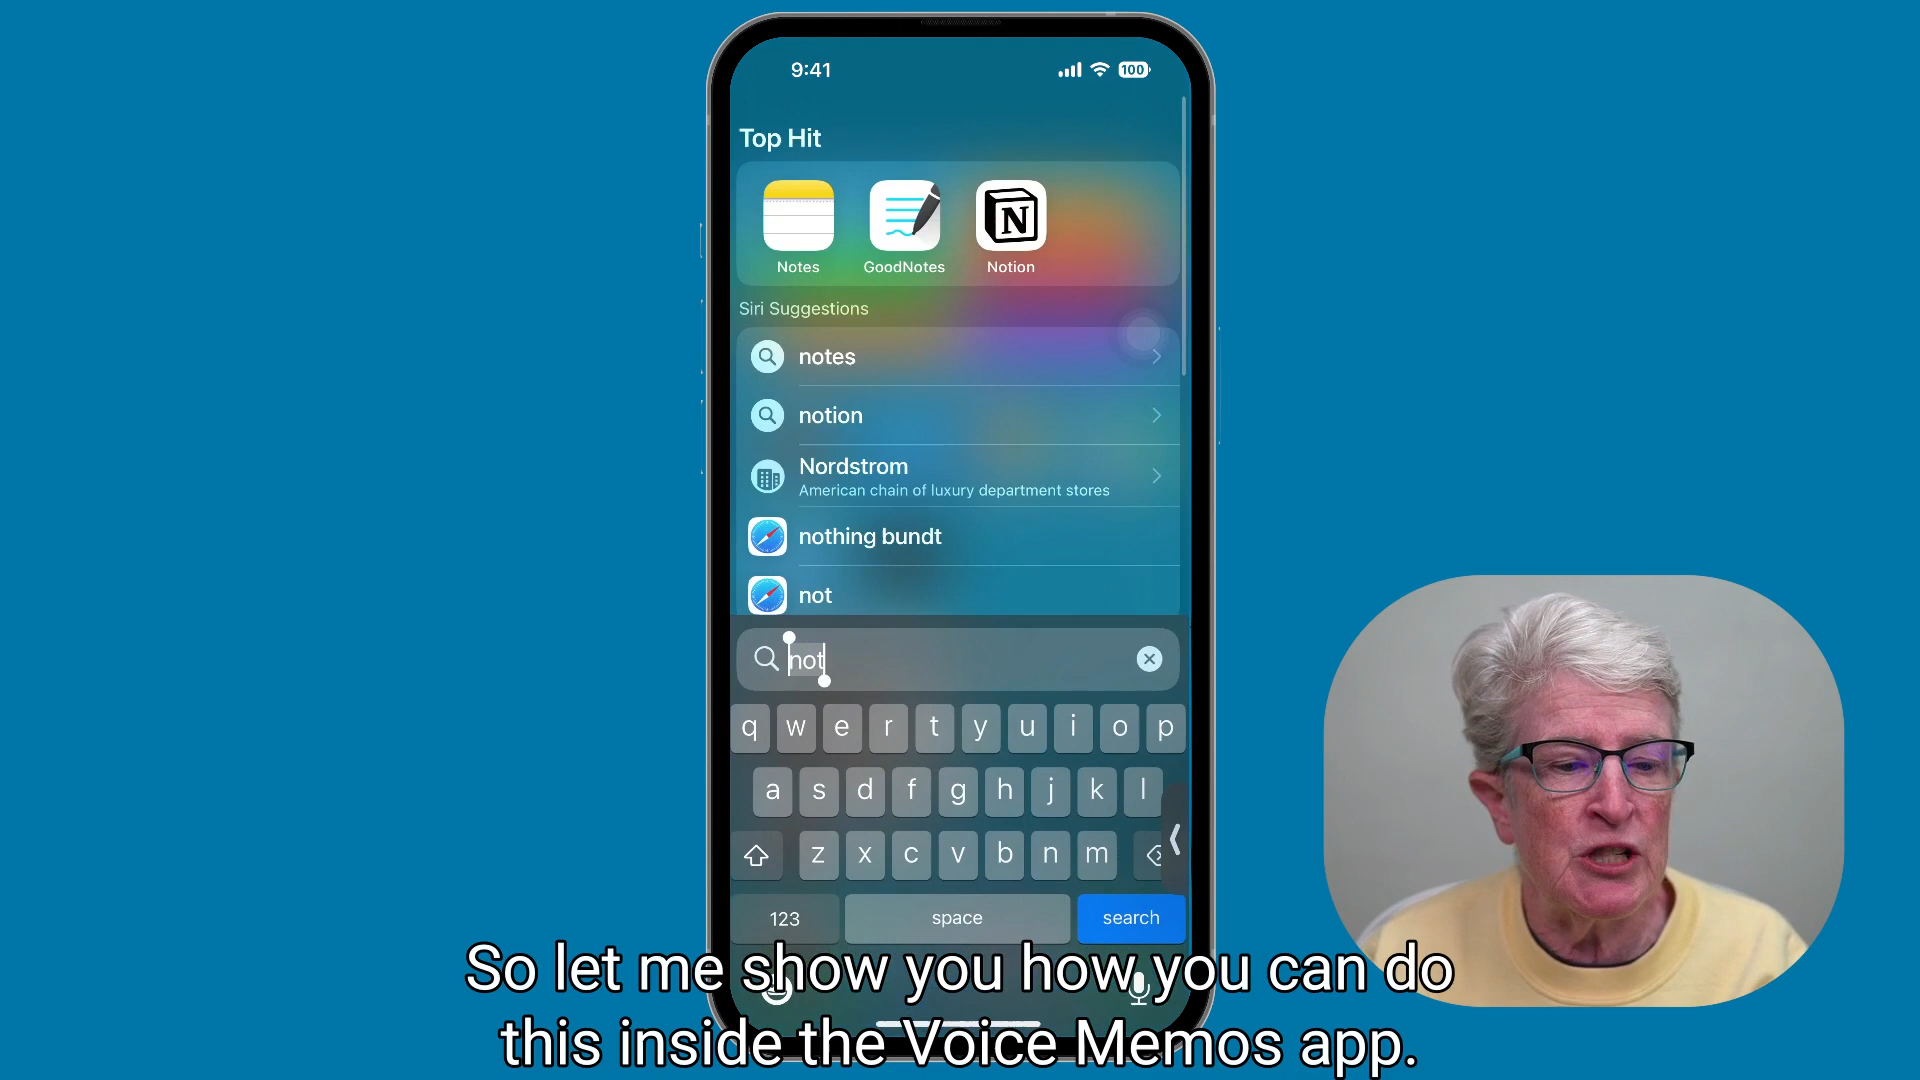 9:41
100
Top Hit
N
Notes
GoodNotes
Notion
Siri Suggestions
notes
notion
Nordstrom
American chain of luxury department stores
nothing bundt
not
not
q w e r t y u i o p
a s d f g h j k l
z x c v b n m
123
space
search
So let me show you how you can do
this inside the Voice Memos app.